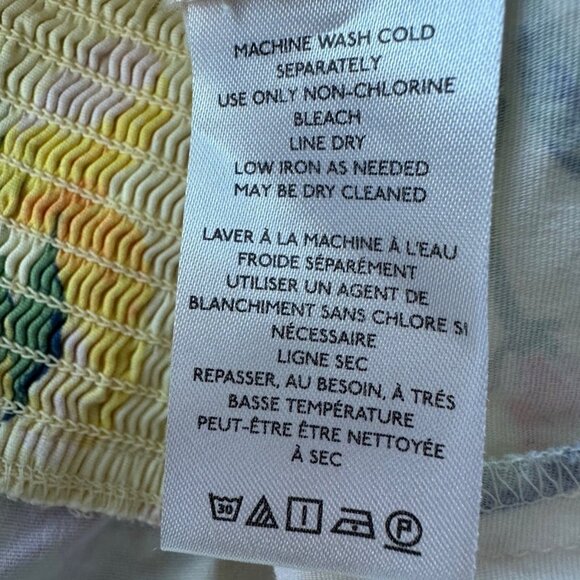 MACHINE WASH COLD
SEPARATELY
USE ONLY NON-CHLORINE
BLEACH
LINE DRY
LOW IRON AS NEEDED
MAY BE DRY CLEANED
LAVER À LA MACHINE À L'EAU
FROIDE SÉPARÉMENT
UTILISER UN AGENT DE
BLANCHIMENT SANS CHLORE SI
NÉCESSAIRE
LIGNE SEC
REPASSER, AU BESOIN, À TRÉS
BASSE TEMPÉRATURE
PEUT-ÊTRE ÊTRE NETTOYÉE
À SEC
30 P